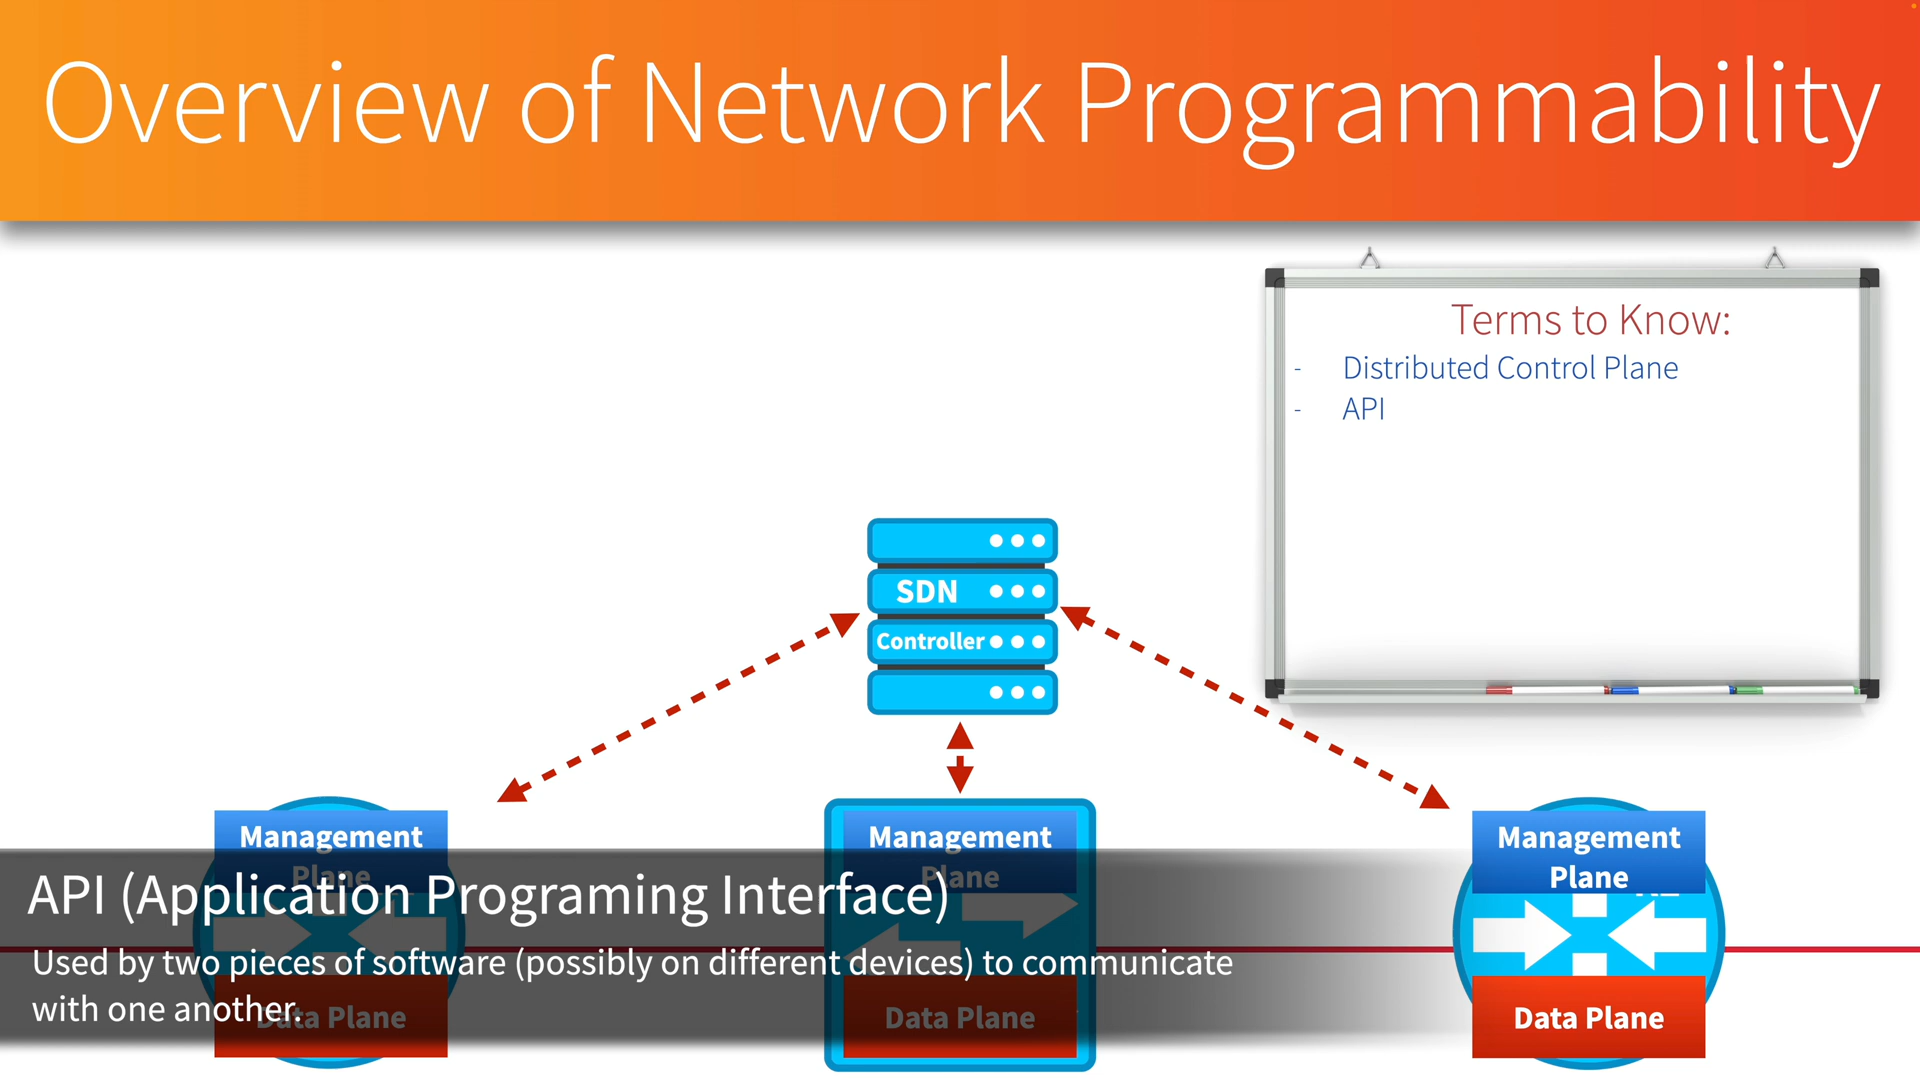 Overview of Network Programmability
Terms to Know:
- Distributed Control Plane
- API
SDN
Controller
Management
Plane
Management
Plane
Management
Plane
API (Application Programing Interface)
Used by two pieces of software (possibly on different devices) to communicate
with one another.
Data Plane
Data Plane
Data Plane